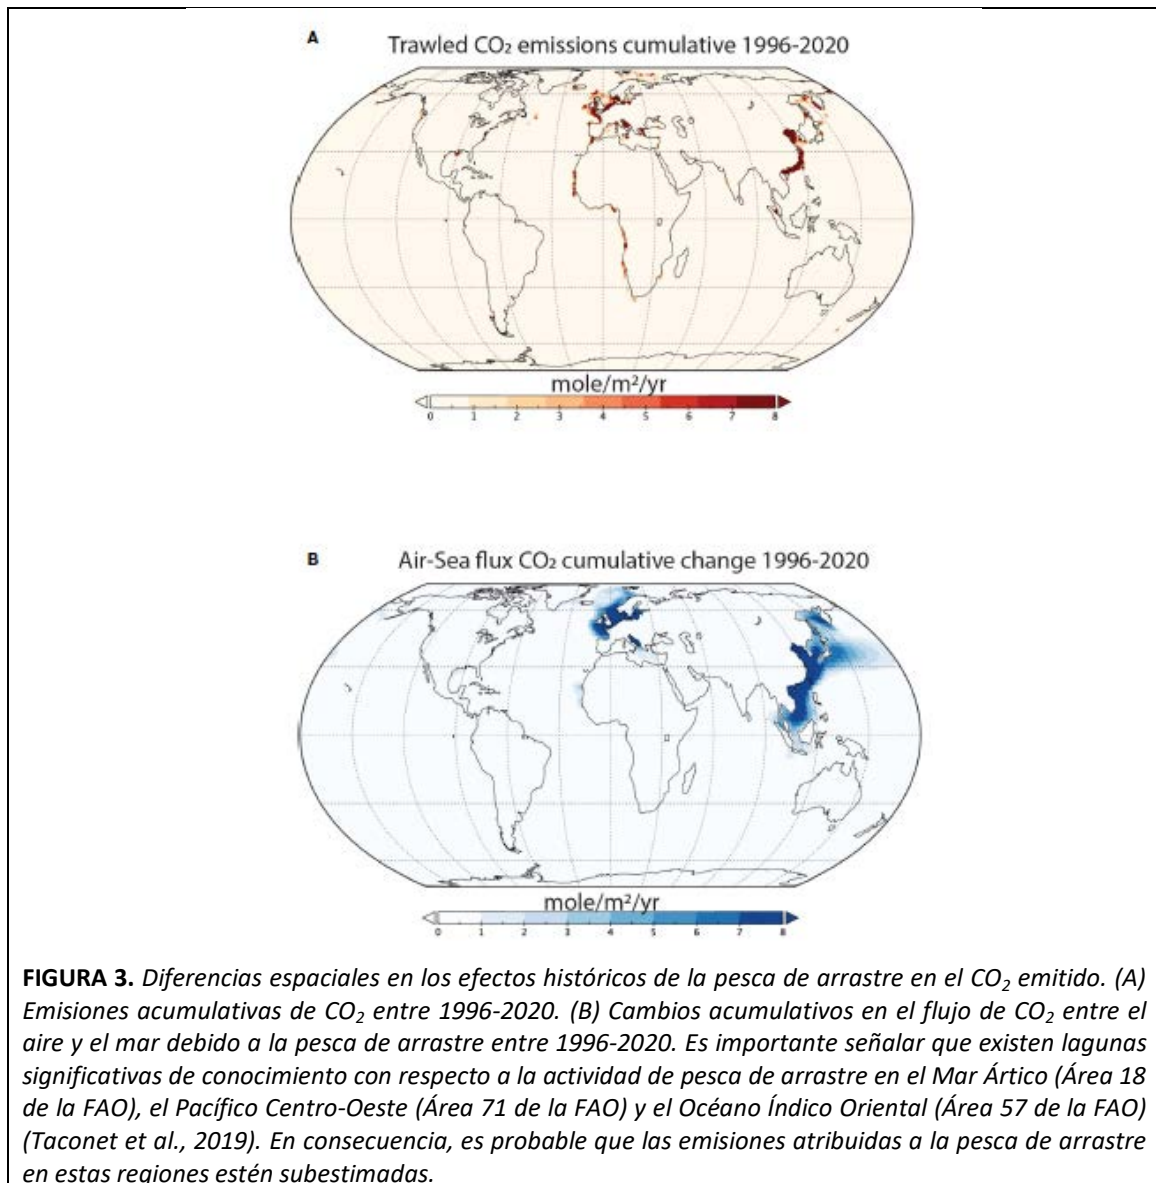 A
Trawled CO₂ emissions cumulative 1996-2020
mole/m²/yr
0 1 2 3 4 5 6 7 8
B
Air-Sea flux CO₂ cumulative change 1996-2020
mole/m²/yr
0 1 2 3 4 5 6 7 8
FIGURA 3. Diferencias espaciales en los efectos históricos de la pesca de arrastre en el CO₂ emitido. (A)
Emisiones acumulativas de CO₂ entre 1996-2020. (B) Cambios acumulativos en el flujo de CO₂ entre el
aire y el mar debido a la pesca de arrastre entre 1996-2020. Es importante señalar que existen lagunas
significativas de conocimiento con respecto a la actividad de pesca de arrastre en el Mar Ártico (Área 18
de la FAO), el Pacífico Centro-Oeste (Área 71 de la FAO) y el Océano Índico Oriental (Área 57 de la FAO)
(Taconet et al., 2019). En consecuencia, es probable que las emisiones atribuidas a la pesca de arrastre
en estas regiones estén subestimadas.